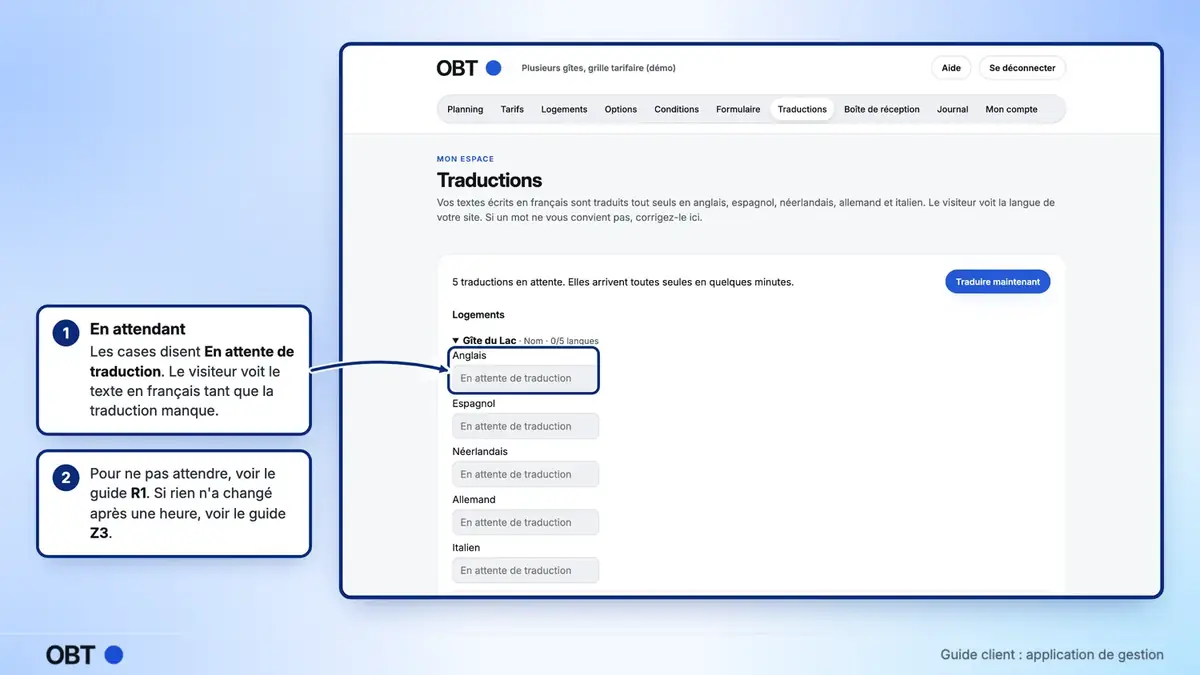 OBT
Plusieurs gîtes, grille tarifaire (démo)
Aide
Se déconnecter
Planning
Tarifs
Logements
Options
Conditions
Formulaire
Traductions
Boîte de réception
Journal
Mon compte
MON ESPACE
Traductions
Vos textes écrits en français sont traduits tout seuls en anglais, espagnol, néerlandais, allemand et italien. Le visiteur voit la langue de
votre site. Si un mot ne vous convient pas, corrigez-le ici.
5 traductions en attente. Elles arrivent toutes seules en quelques minutes.
Traduire maintenant
Logements
▼ Gîte du Lac · Nom · 0/5 langues
Anglais
En attente de traduction
Espagnol
En attente de traduction
Néerlandais
En attente de traduction
Allemand
En attente de traduction
Italien
En attente de traduction
1
En attendant
Les cases disent En attente de
traduction. Le visiteur voit le
texte en français tant que la
traduction manque.
2
Pour ne pas attendre, voir le
guide R1. Si rien n'a changé
après une heure, voir le guide
Z3.
OBT
Guide client : application de gestion